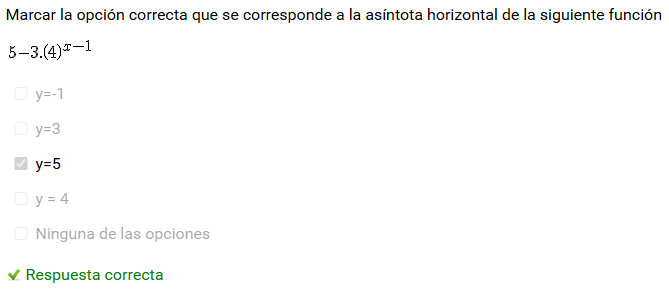 Marcar la opción correcta que se corresponde a la asíntota horizontal de la siguiente función
5−3.(4)^{x−1}
y=-1
y=3
y=5
y = 4
Ninguna de las opciones
Respuesta correcta